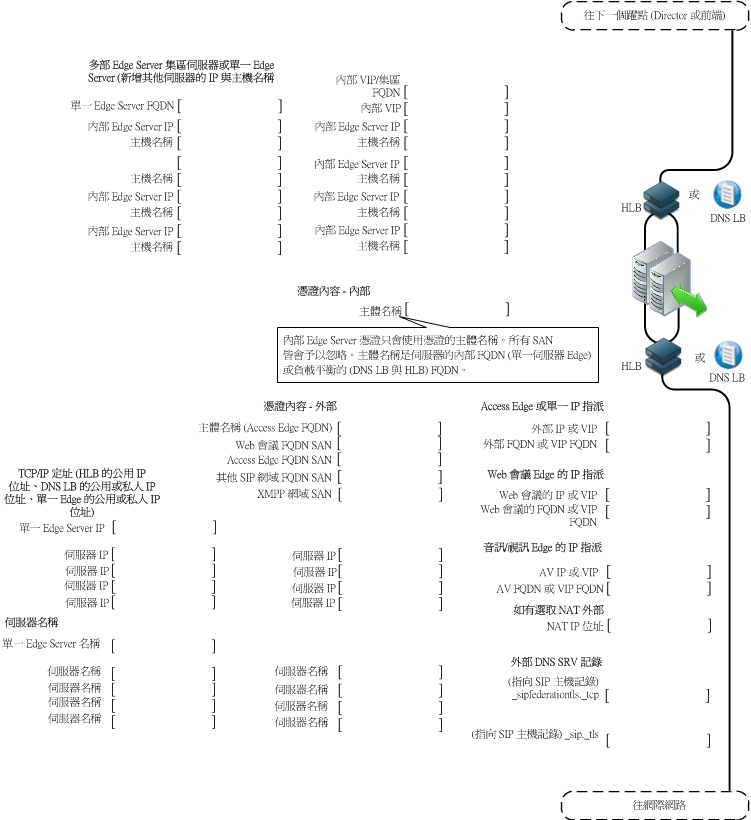 往下一個躍點 (Director 或前端)
多部 Edge Server 集區伺服器或單一 Edge
Server (新增其他伺服器的 IP 與主機名稱
單一 Edge Server FQDN [ ]
內部 Edge Server IP [ ]
主機名稱 [ ]
[ ]
主機名稱 [ ]
內部 Edge Server IP [ ]
主機名稱 [ ]
內部 Edge Server IP [ ]
主機名稱 [ ]
內部 VIP/集區
FQDN [ ]
內部 VIP [ ]
內部 Edge Server IP [ ]
主機名稱 [ ]
內部 Edge Server IP [ ]
主機名稱 [ ]
內部 Edge Server IP [ ]
主機名稱 [ ]
內部 Edge Server IP [ ]
主機名稱 [ ]
HLB
或
DNS LB
憑證內容 - 內部
主體名稱 [ ]
內部 Edge Server 憑證只會使用憑證的主體名稱。所有 SAN
皆會予以忽略。主體名稱是伺服器的內部 FQDN (單一伺服器 Edge)
或負載平衡的 (DNS LB 與 HLB) FQDN。
HLB
或
DNS LB
憑證內容 - 外部
主體名稱 (Access Edge FQDN) [ ]
Web 會議 FQDN SAN [ ]
Access Edge FQDN SAN [ ]
其他 SIP 網域 FQDN SAN [ ]
XMPP 網域 SAN [ ]
TCP/IP 定址 (HLB 的公用 IP
位址、DNS LB 的公用或私人 IP
位址、單一 Edge 的公用或私人 IP
位址)
單一 Edge Server IP [ ]
伺服器 IP [ ]
伺服器 IP [ ]
伺服器 IP [ ]
伺服器 IP [ ]
伺服器 IP [ ]
伺服器 IP [ ]
伺服器 IP [ ]
伺服器 IP [ ]
伺服器名稱
單一 Edge Server 名稱 [ ]
伺服器名稱 [ ]
伺服器名稱 [ ]
伺服器名稱 [ ]
伺服器名稱 [ ]
伺服器名稱 [ ]
伺服器名稱 [ ]
伺服器名稱 [ ]
伺服器名稱 [ ]
Access Edge 或單一 IP 指派
外部 IP 或 VIP [ ]
外部 FQDN 或 VIP FQDN [ ]
Web 會議 Edge 的 IP 指派
Web 會議的 IP 或 VIP [ ]
Web 會議的 FQDN 或 VIP [ ]
FQDN
音訊/視訊 Edge 的 IP 指派
AV IP 或 VIP [ ]
AV FQDN 或 VIP FQDN [ ]
如有選取 NAT 外部
NAT IP 位址 [ ]
外部 DNS SRV 記錄
(指向 SIP 主機記錄)
_sipfederationtls._tcp [ ]
(指向 SIP 主機記錄) _sip._tls [ ]
往網際網路